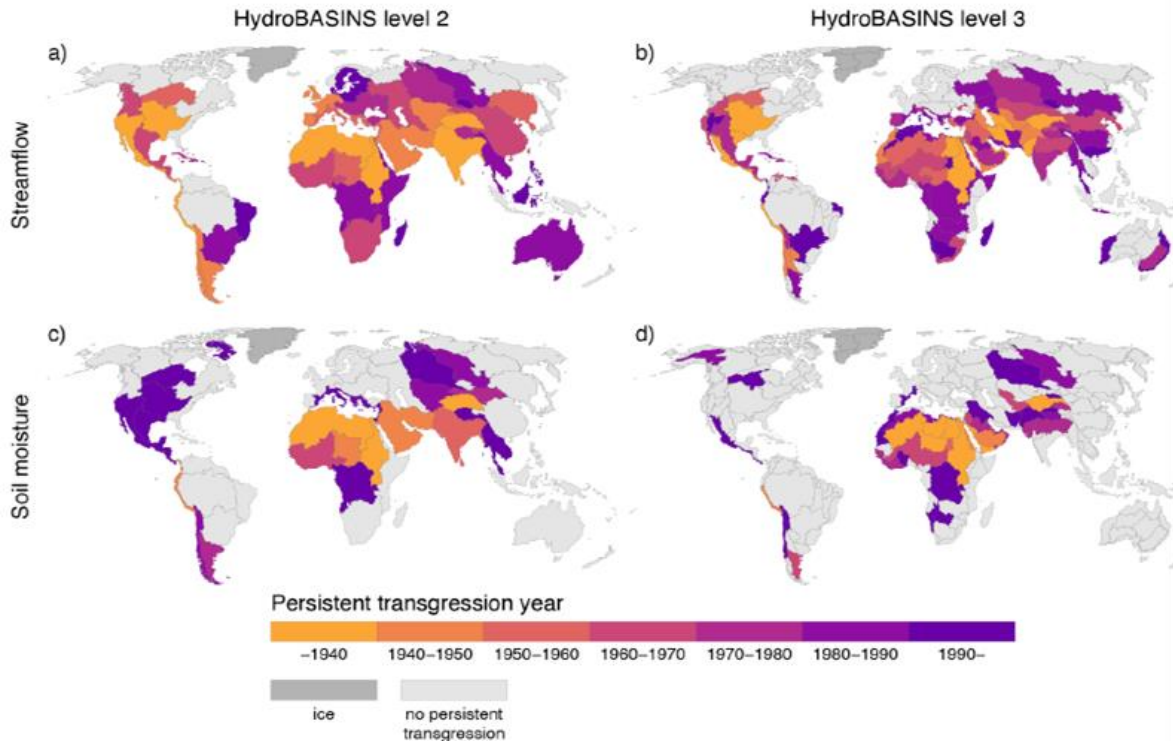 HydroBASINS level 2
HydroBASINS level 3
a)
b)
Streamflow
c)
d)
Soil moisture
Persistent transgression year
–1940
1940–1950
1950–1960
1960–1970
1970–1980
1980–1990
1990–
ice
no persistent
transgression